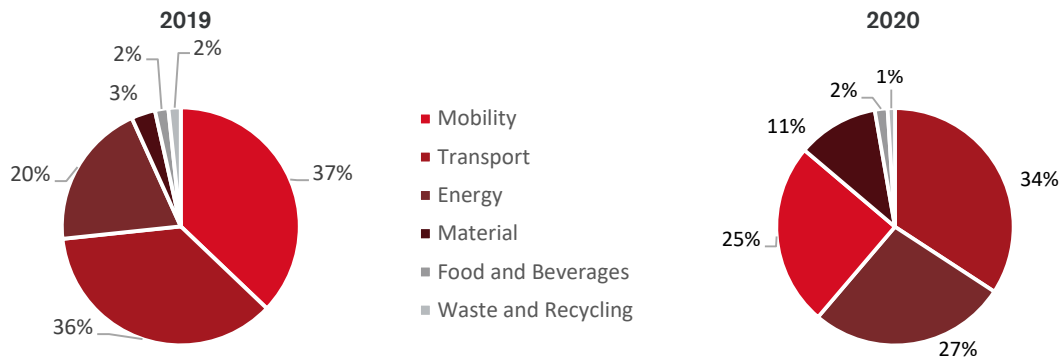 2019
2%
2%
3%
20%
37%
36%
Mobility
Transport
Energy
Material
Food and Beverages
Waste and Recycling
2020
1%
2%
11%
34%
25%
27%